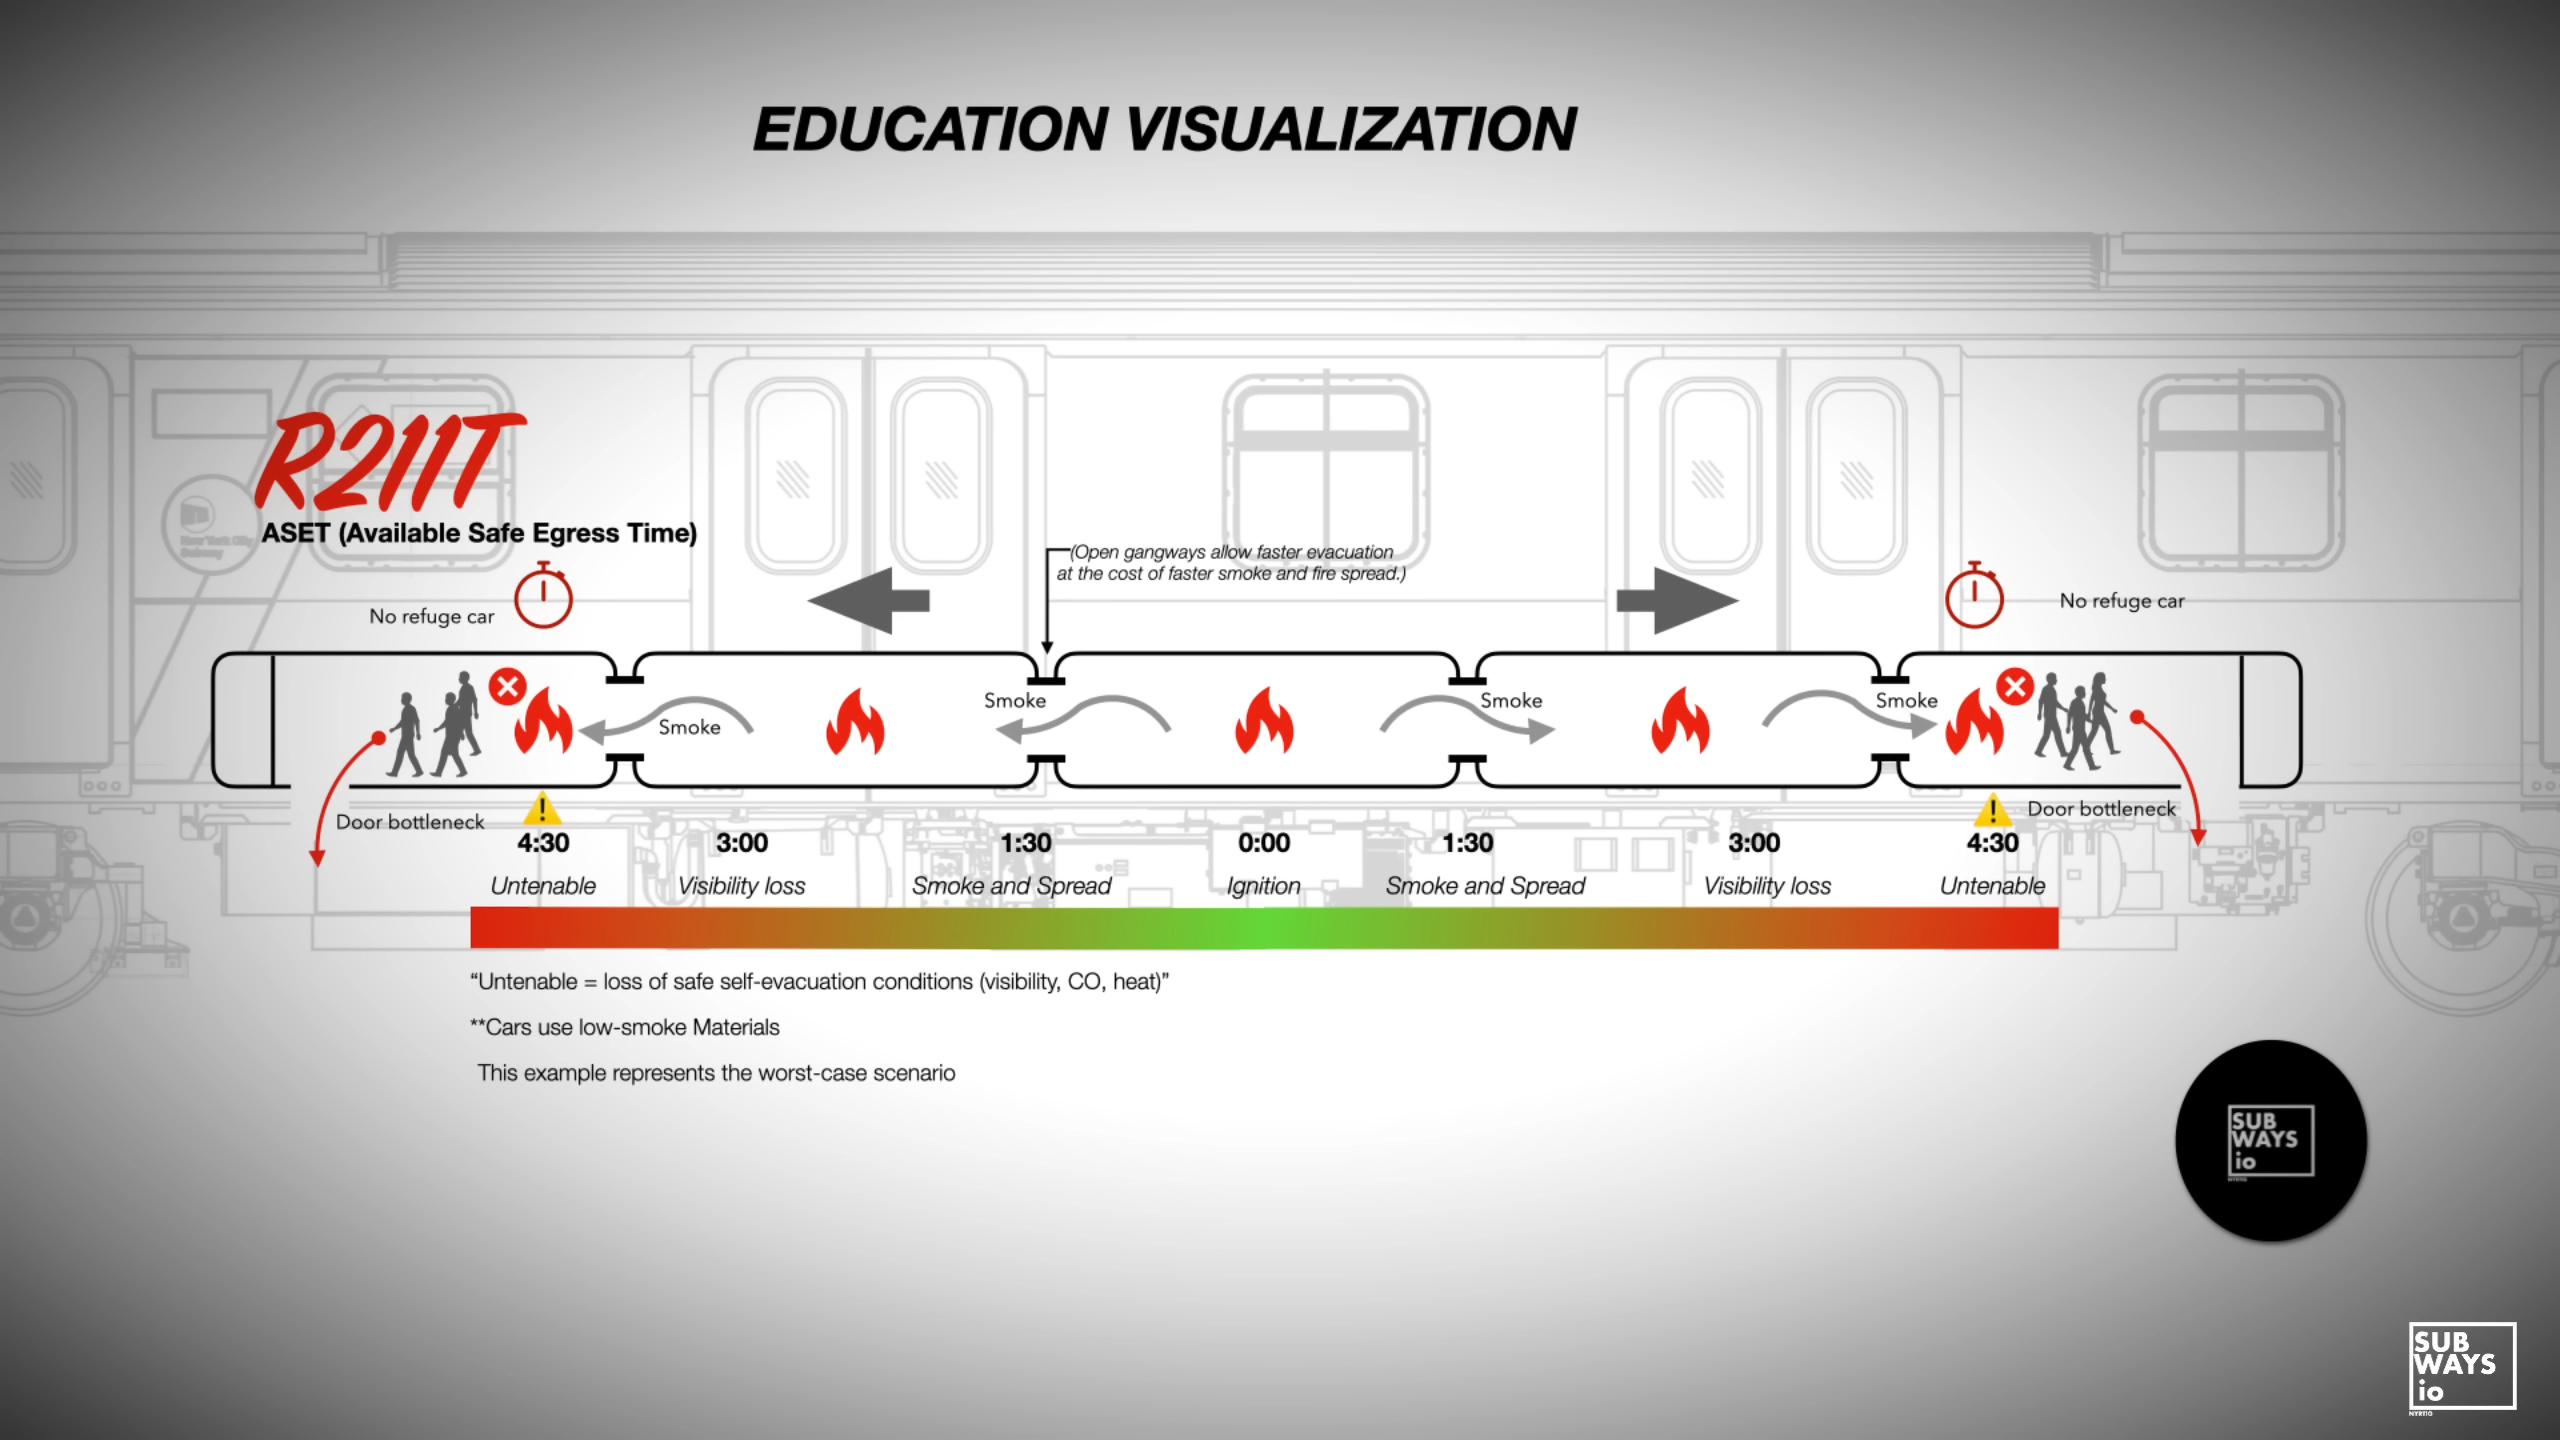 EDUCATION VISUALIZATION
R211T
ASET (Available Safe Egress Time)
New York City
Subway
(Open gangways allow faster evacuation
at the cost of faster smoke and fire spread.)
No refuge car
No refuge car
Smoke
Smoke
Smoke
Smoke
Door bottleneck
Door bottleneck
4:30
3:00
1:30
0:00
1:30
3:00
4:30
Untenable
Visibility loss
Smoke and Spread
Ignition
Smoke and Spread
Visibility loss
Untenable
“Untenable = loss of safe self-evacuation conditions (visibility, CO, heat)”
**Cars use low-smoke Materials
This example represents the worst-case scenario
SUB
WAYS
io
SUB
WAYS
io